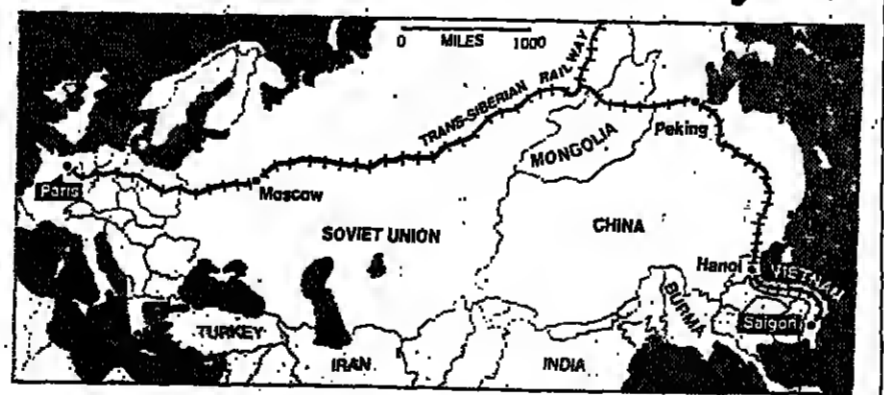 0 MILES 1000
TRANS-SIBERIAN RAILWAY
MONGOLIA
Peking
Paris
Moscow
SOVIET UNION
CHINA
Hanoi
VIETNAM
BURMA
Saigon
TURKEY
IRAN
INDIA